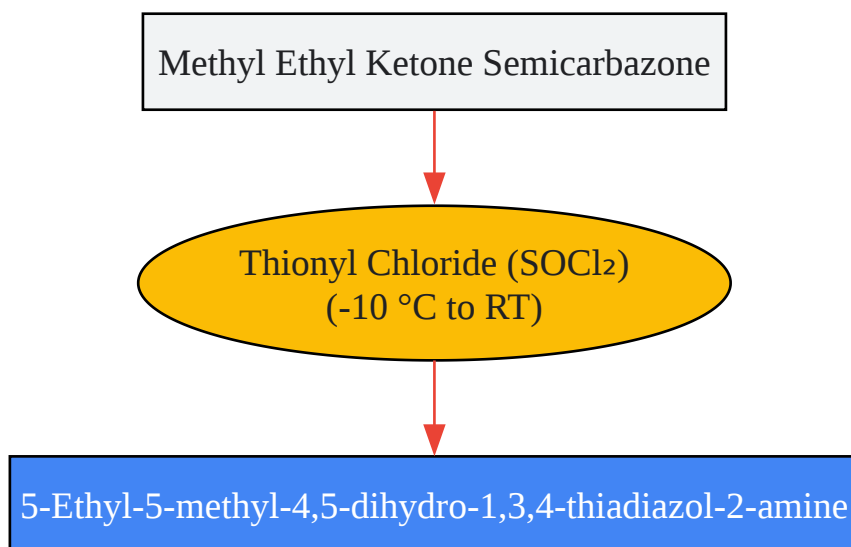 Methyl Ethyl Ketone Semicarbazone
Thionyl Chloride (SOCl₂)
(-10 °C to RT)
5-Ethyl-5-methyl-4,5-dihydro-1,3,4-thiadiazol-2-amine